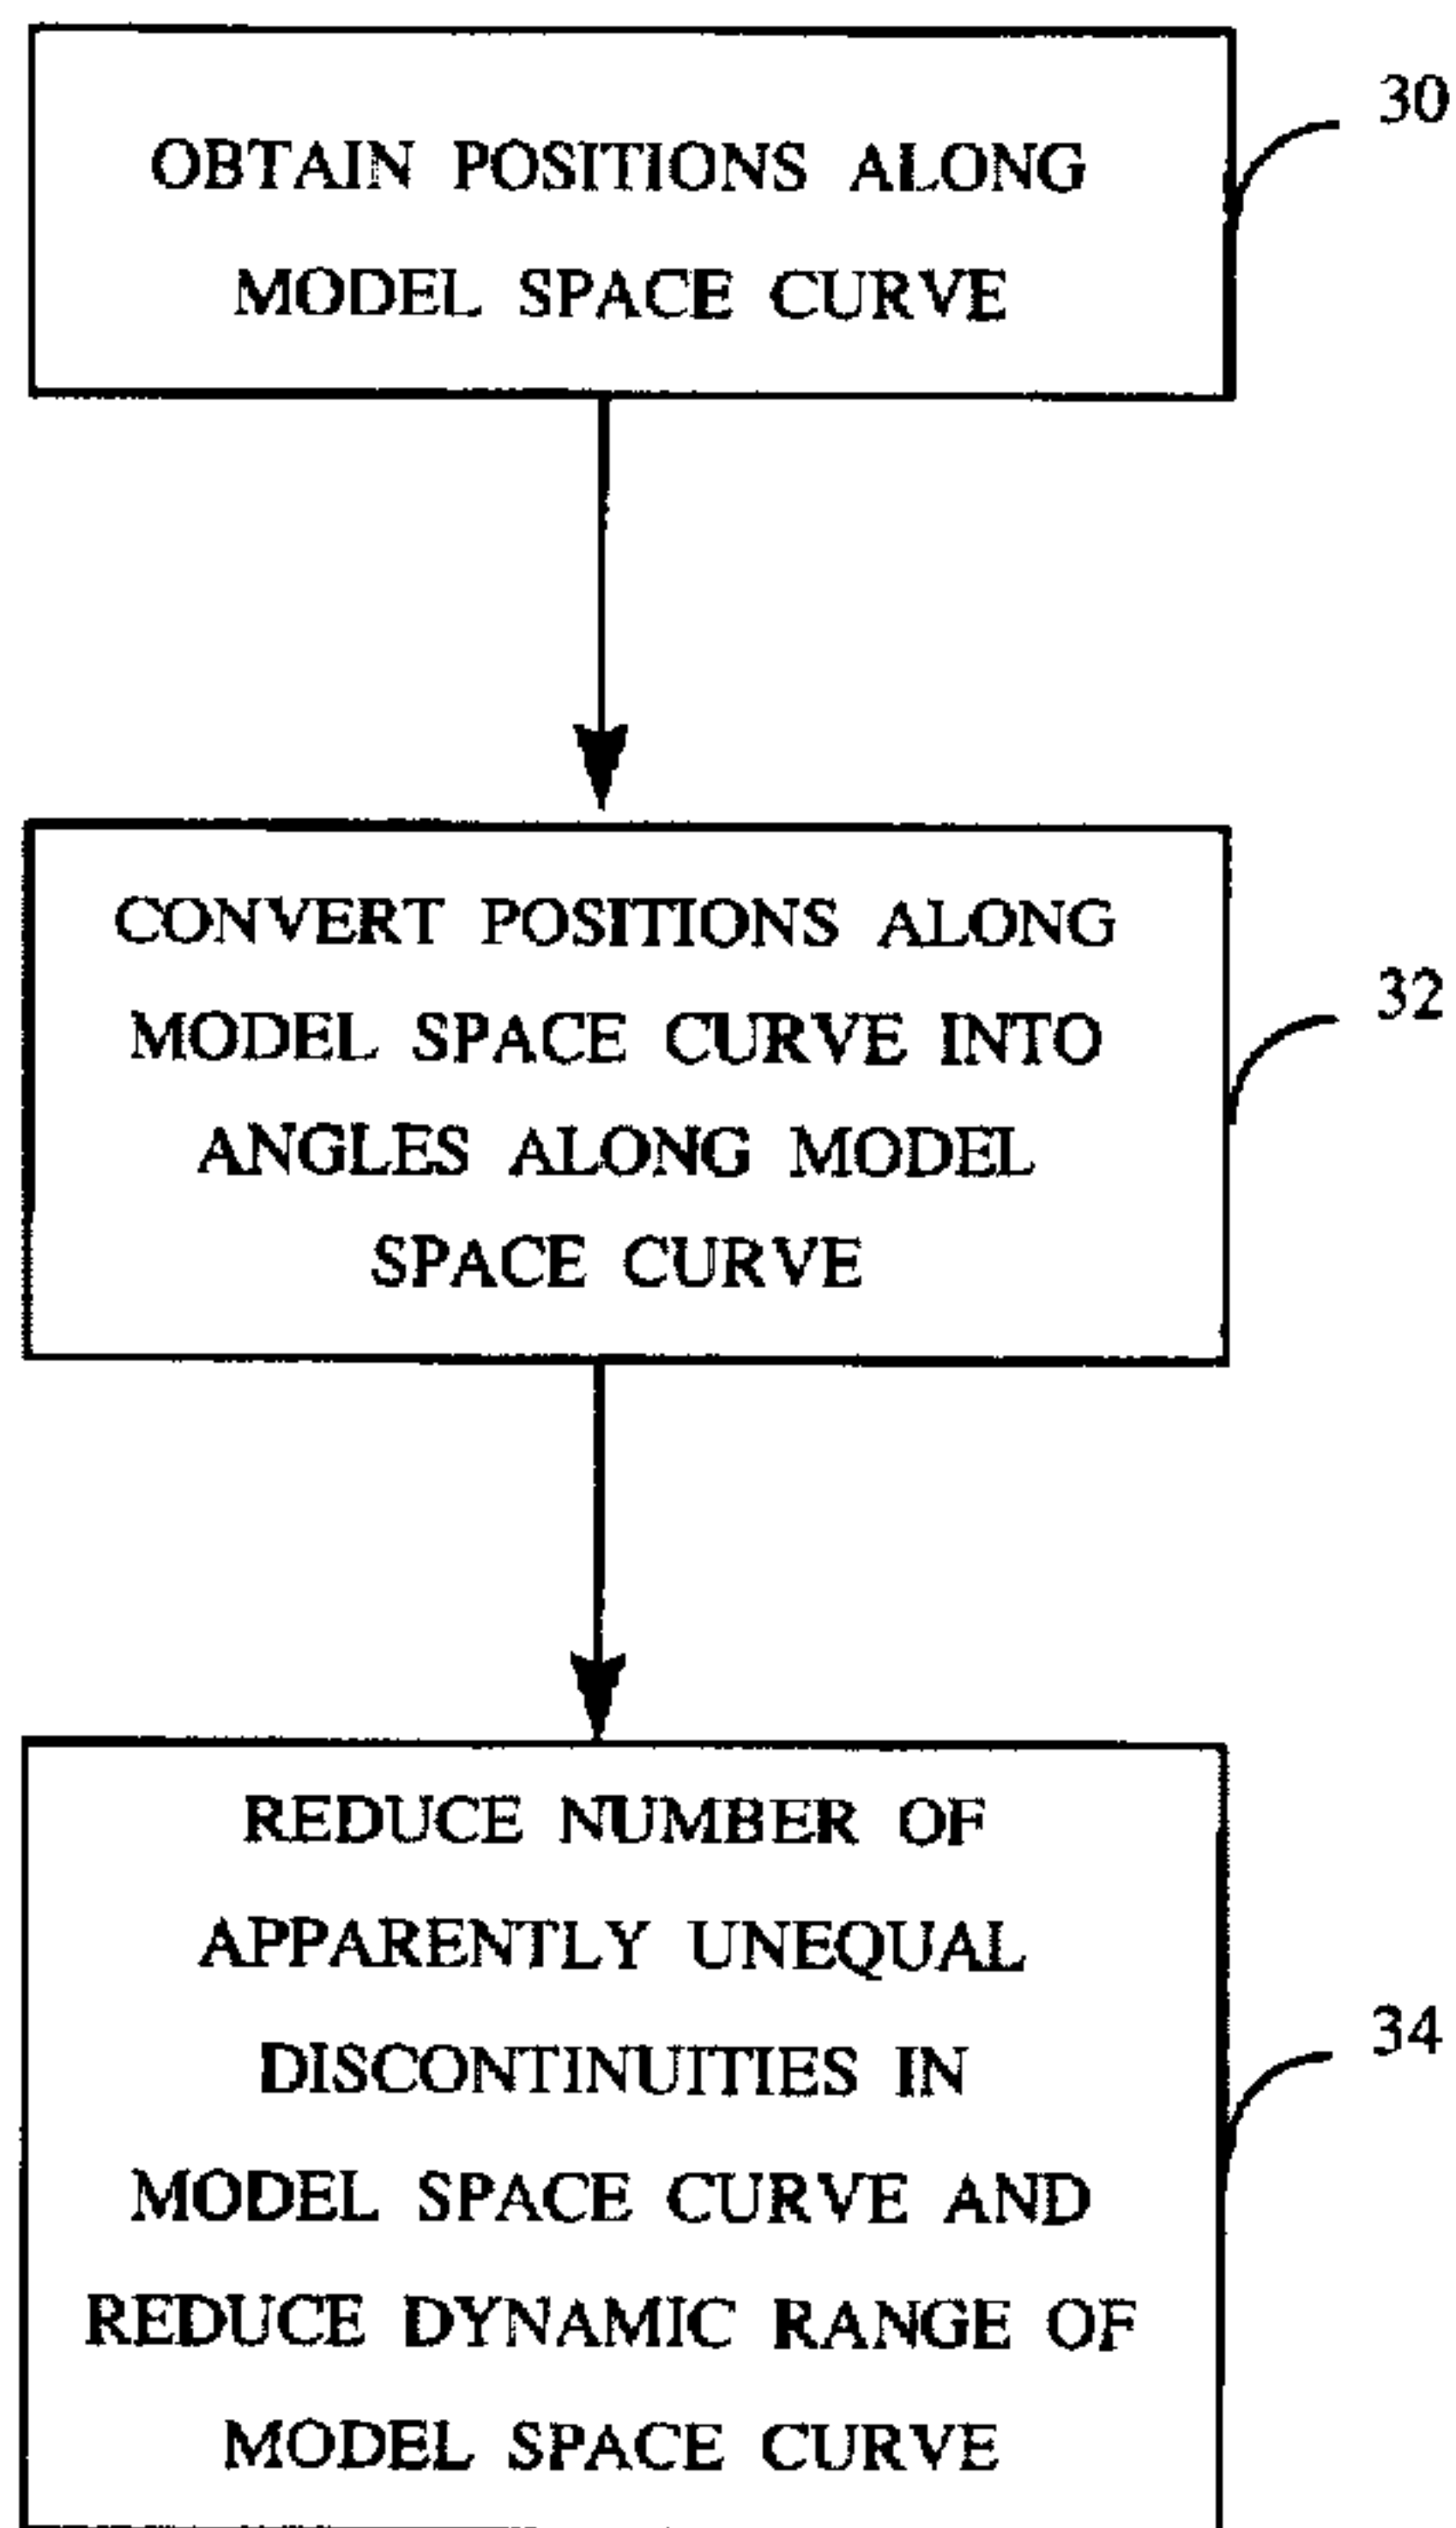 OBTAIN POSITIONS ALONG
MODEL SPACE CURVE
30
CONVERT POSITIONS ALONG
MODEL SPACE CURVE INTO
ANGLES ALONG MODEL
SPACE CURVE
32
REDUCE NUMBER OF
APPARENTLY UNEQUAL
DISCONTINUITIES IN
MODEL SPACE CURVE AND
REDUCE DYNAMIC RANGE OF
MODEL SPACE CURVE
34